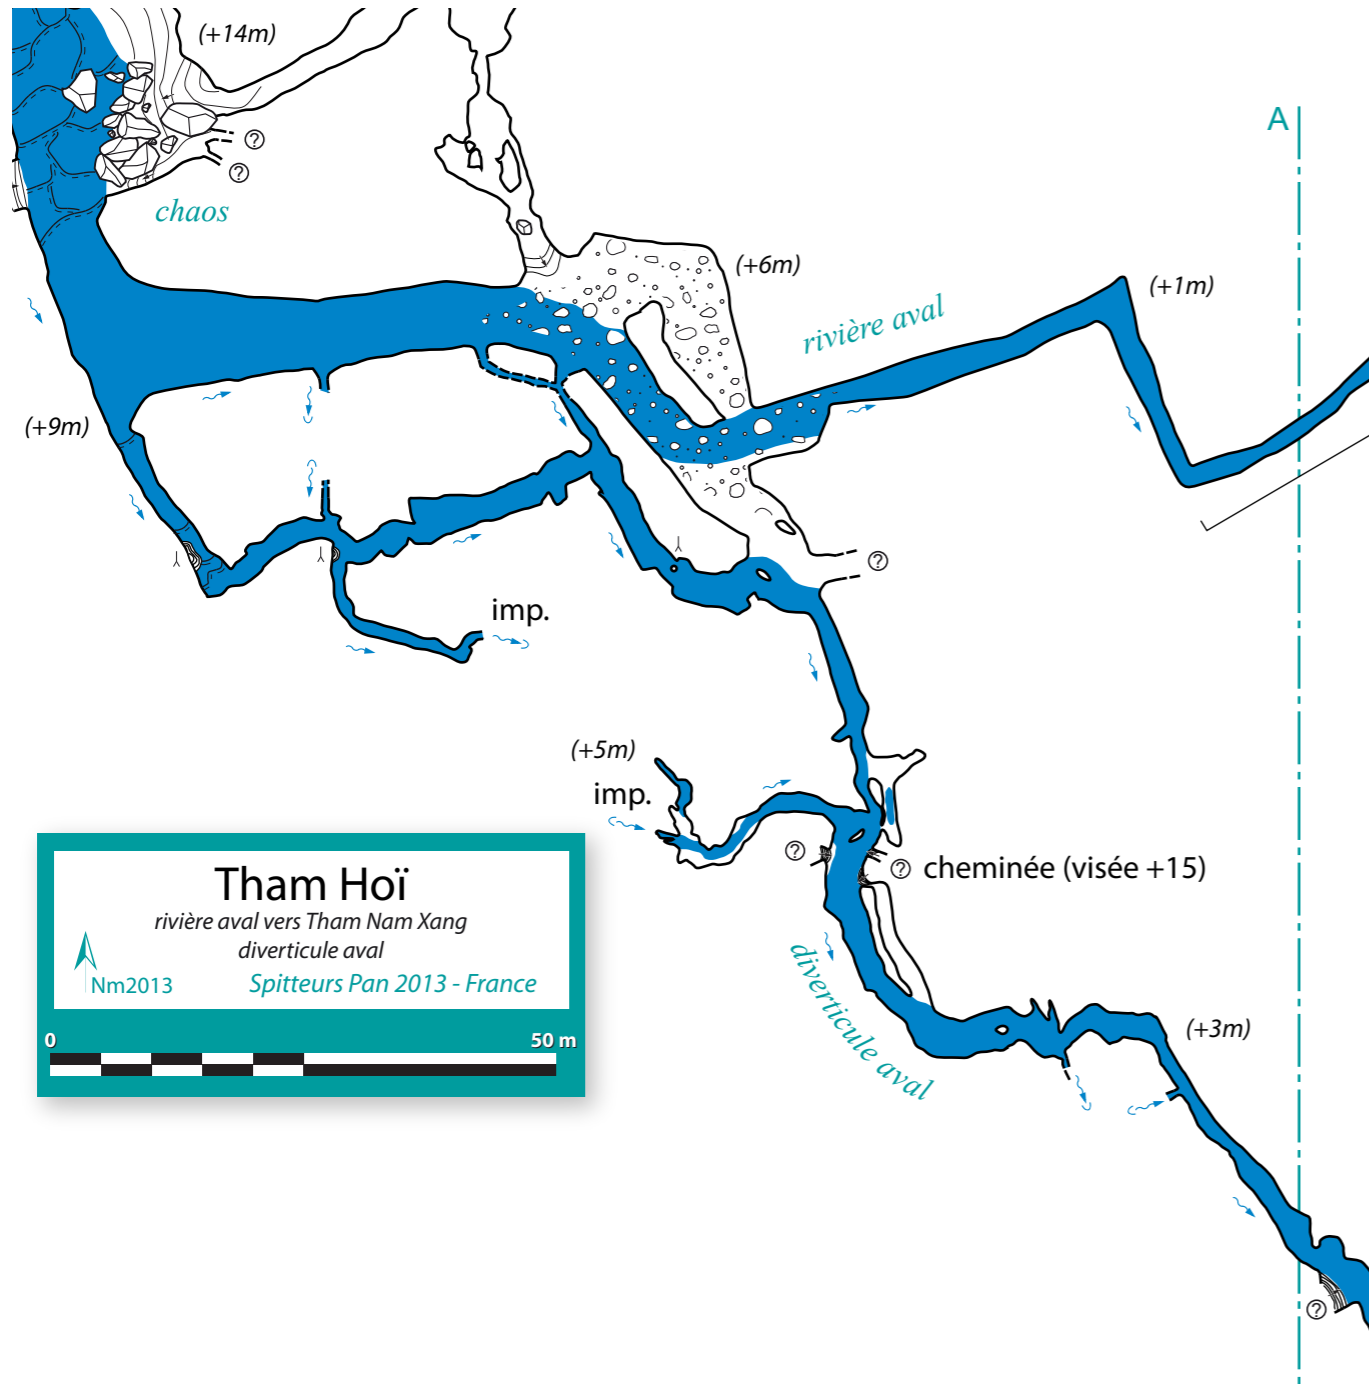 (+14m)
?
?
chaos
A
(+6m)
(+1m)
rivière aval
(+9m)
?
imp.
(+5m)
imp.
?
? cheminée (visée +15)
diverticule aval
(+3m)
?
Tham Hoï
rivière aval vers Tham Nam Xang
diverticule aval
Nm2013
Spitteurs Pan 2013 - France
0
50 m